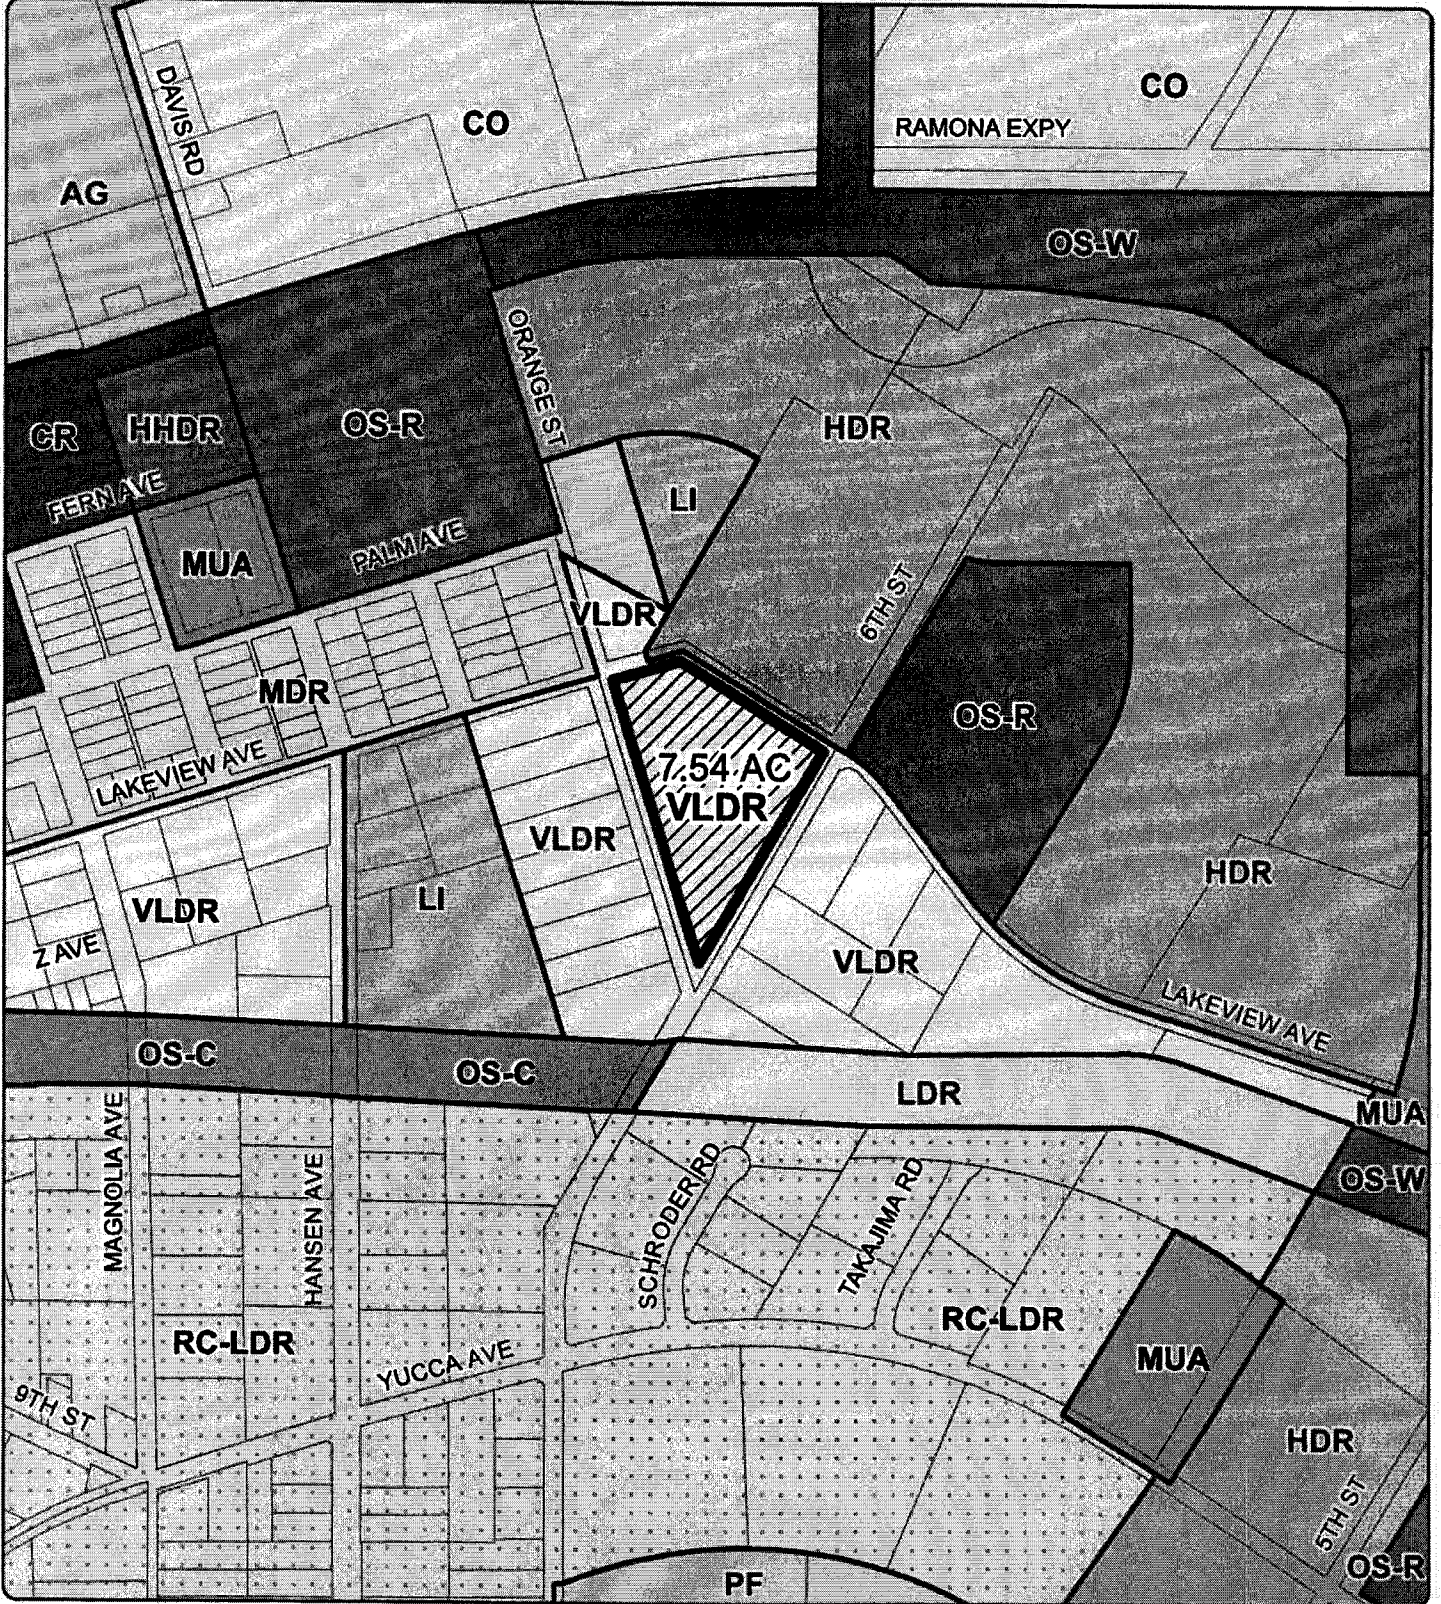 CO
RAMONA EXPY
DAVIS RD
CO
AG
OS-W
ORANGE ST
CR
HHDR
OS-R
HDR
FERN AVE
LI
PALM AVE
MUA
VLDR
6TH ST
MDR
OS-R
LAKEVIEW AVE
7.54 AC
VLDR
VLDR
HDR
LI
VLDR
Z AVE
VLDR
LAKEVIEW AVE
OS-C
OS-C
LDR
MUA
MAGNOLIA AVE
HANSEN AVE
SCHRODER RD
TAKAJIMA RD
OS-W
RC-LDR
RC-LDR
YUCCA AVE
MUA
9TH ST
HDR
5TH ST
OS-R
PF